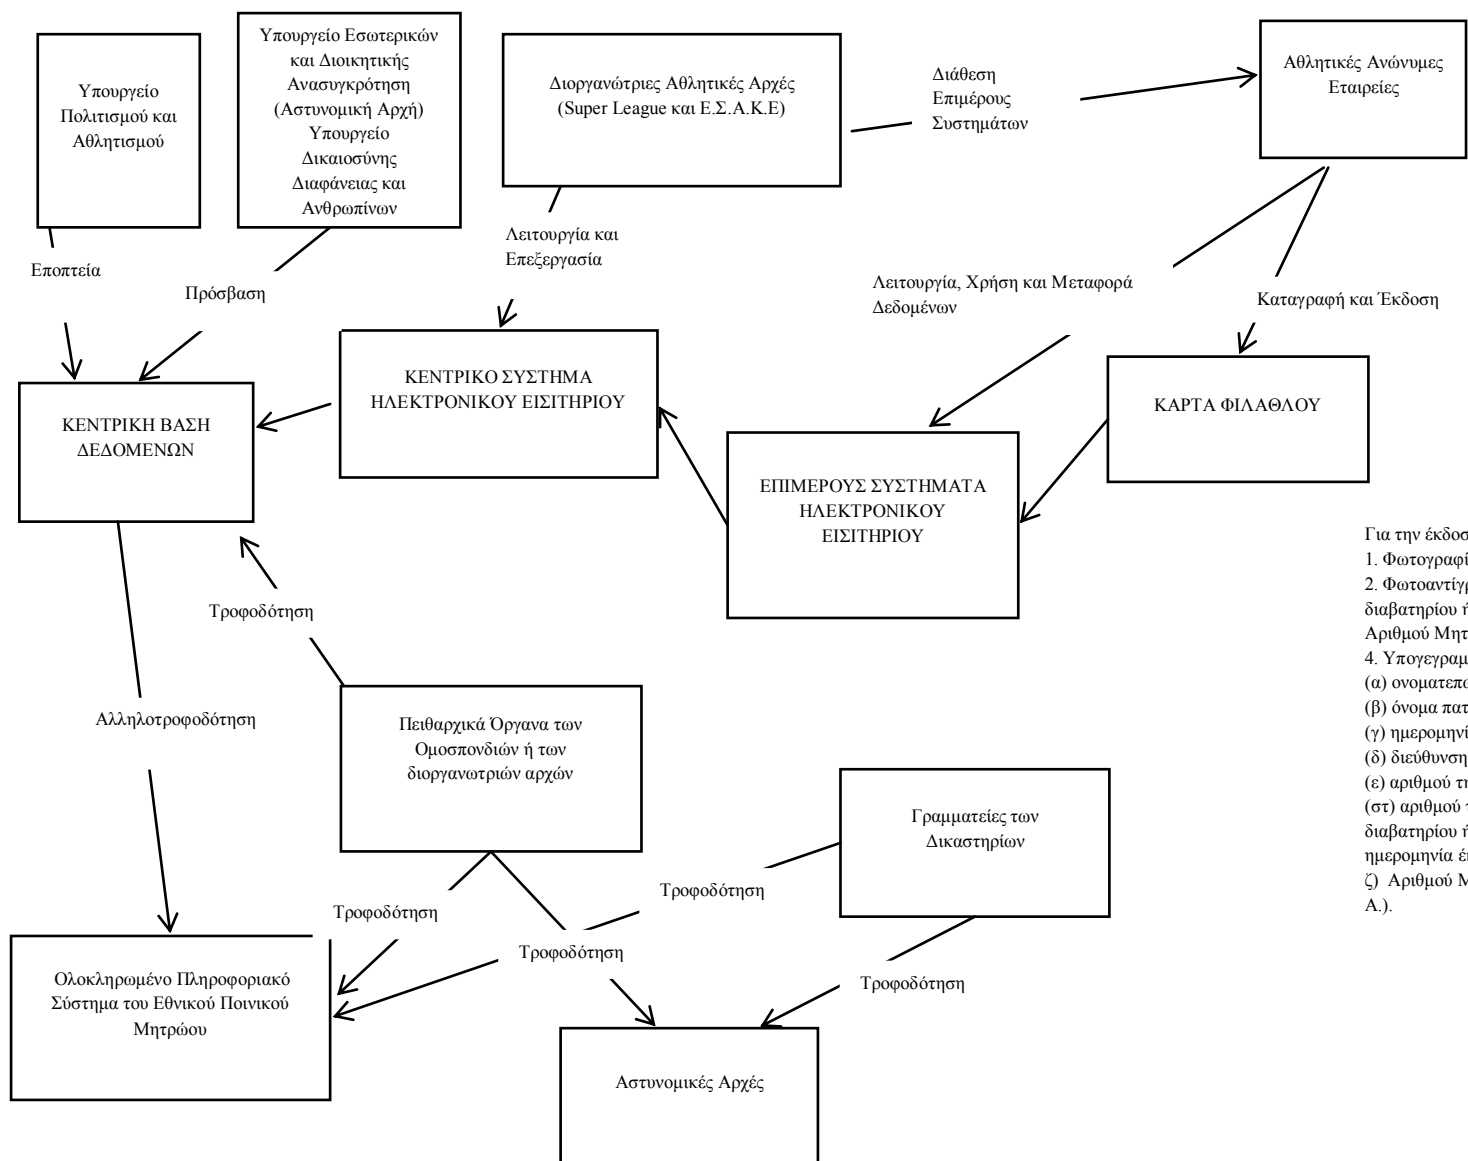 Υπουργείο
Πολιτισμού και
Αθλητισμού
Υπουργείο Εσωτερικών
και Διοικητικής
Ανασυγκρότηση
(Αστυνομική Αρχή)
Υπουργείο
Δικαιοσύνης
Διαφάνειας και
Ανθρωπίνων
Διοργανώτριες Αθλητικές Αρχές
(Super League και Ε.Σ.Α.Κ.Ε)
Διάθεση
Επιμέρους
Συστημάτων
Αθλητικές Ανώνυμες
Εταιρείες
Εποπτεία
Πρόσβαση
Λειτουργία και
Επεξεργασία
Λειτουργία, Χρήση και Μεταφορά
Δεδομένων
Καταγραφή και Έκδοση
ΚΕΝΤΡΙΚΗ ΒΑΣΗ
ΔΕΔΟΜΕΝΩΝ
ΚΕΝΤΡΙΚΟ ΣΥΣΤΗΜΑ
ΗΛΕΚΤΡΟΝΙΚΟΥ ΕΙΣΙΤΗΡΙΟΥ
ΕΠΙΜΕΡΟΥΣ ΣΥΣΤΗΜΑΤΑ
ΗΛΕΚΤΡΟΝΙΚΟΥ
ΕΙΣΙΤΗΡΙΟΥ
ΚΑΡΤΑ ΦΙΛΑΘΛΟΥ
Για την έκδοσ
1. Φωτογραφί
2. Φωτοαντίγρ
διαβατηρίου ή
Αριθμού Μητ
4. Υπογεγραμ
(α) ονοματεπώ
(β) όνομα πατ
(γ) ημερομηνί
(δ) διεύθυνση
(ε) αριθμού τη
(στ) αριθμού τ
διαβατηρίου ή
ημερομηνία έκ
ζ) Αριθμού Μ
Α.).
Τροφοδότηση
Αλληλοτροφοδότηση
Πειθαρχικά Όργανα των
Ομοσπονδιών ή των
διοργανωτριών αρχών
Γραμματείες των
Δικαστηρίων
Τροφοδότηση
Τροφοδότηση
Τροφοδότηση
Τροφοδότηση
Ολοκληρωμένο Πληροφοριακό
Σύστημα του Εθνικού Ποινικού
Μητρώου
Αστυνομικές Αρχές